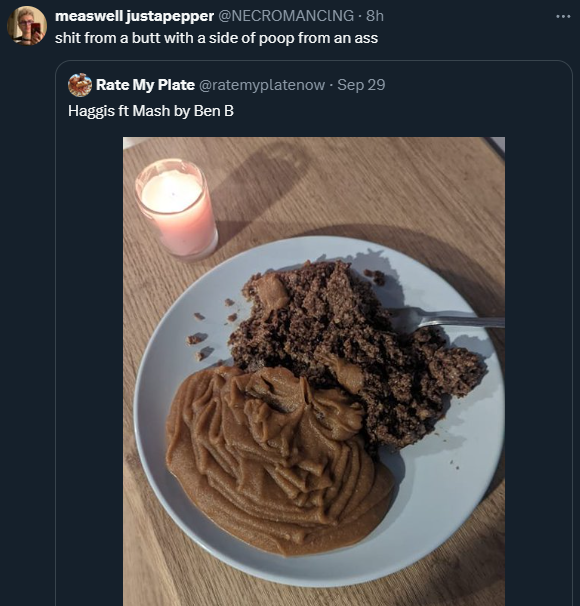 measwell justapepper @NECROMANCING · 8h
shit from a butt with a side of poop from an ass
Rate My Plate @ratemyplatenow · Sep 29
Haggis ft Mash by Ben B